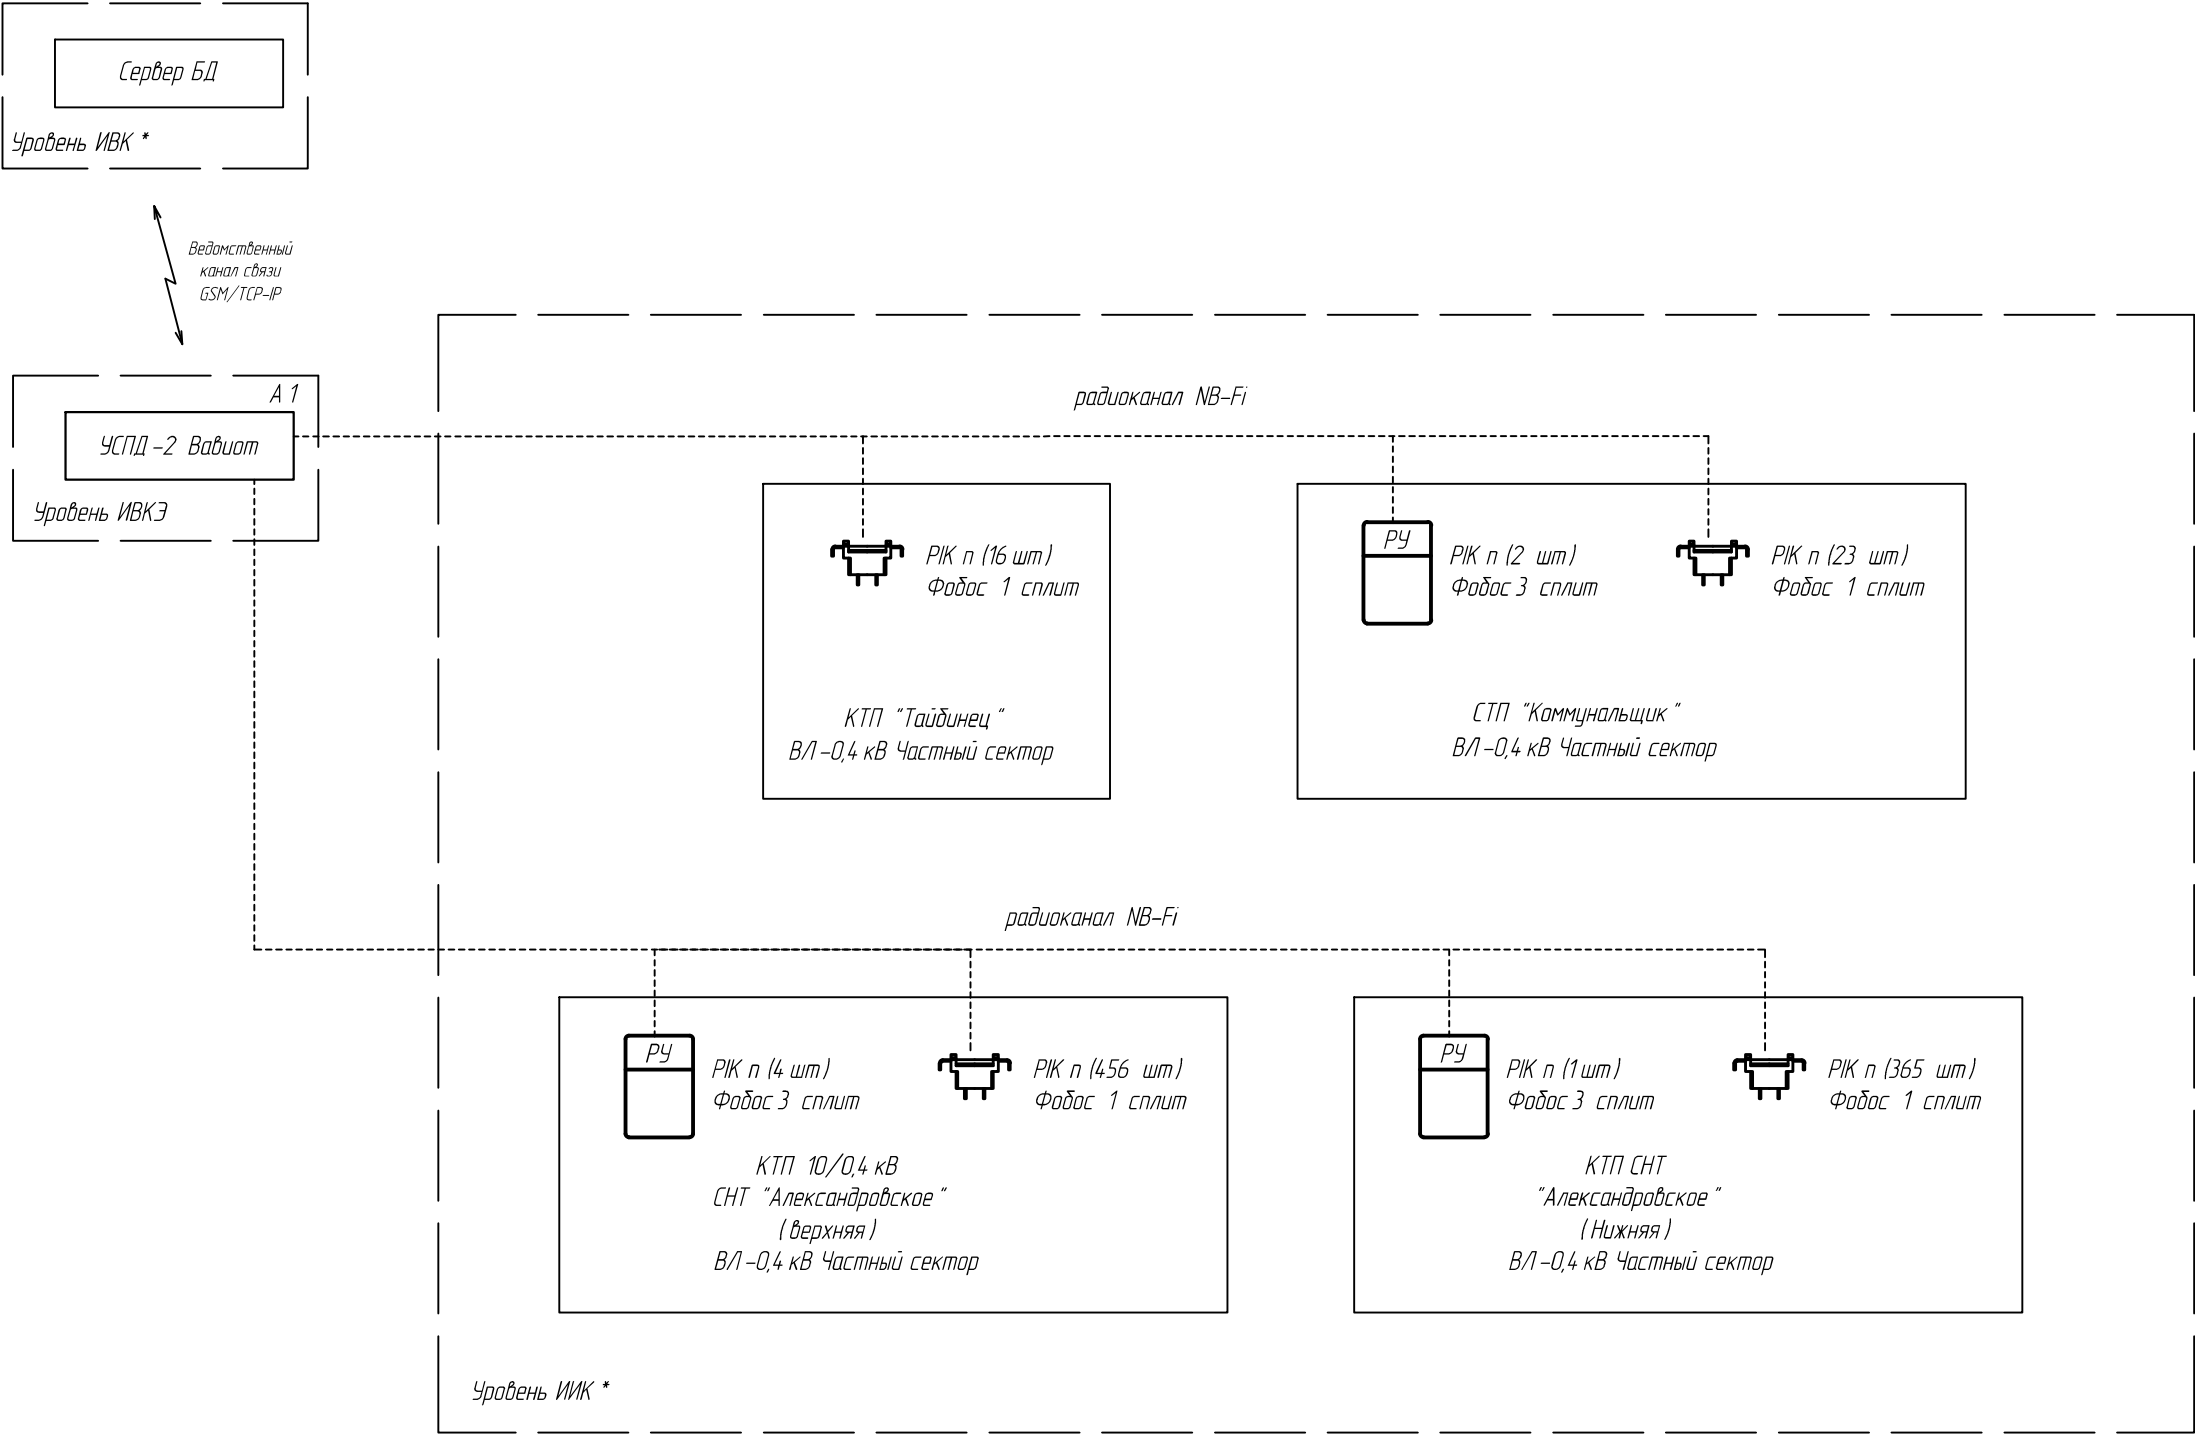 Сервер БД
Уровень ИВК *
Ведомственный
канал связи
GSM/TCP-IP
А 1
УСПД-2 Вавиот
Уровень ИВКЭ
радиоканал NB-Fi
PIK n (16 шт)
Фобос 1 сплит
КТП "Тайбинец"
ВЛ-0,4 кВ Частный сектор
РУ
PIK n (2 шт)
Фобос 3 сплит
PIK n (23 шт)
Фобос 1 сплит
СТП "Коммунальщик"
ВЛ-0,4 кВ Частный сектор
радиоканал NB-Fi
РУ
PIK n (4 шт)
Фобос 3 сплит
PIK n (456 шт)
Фобос 1 сплит
КТП 10/0,4 кВ
СНТ "Александровское"
(верхняя)
ВЛ-0,4 кВ Частный сектор
РУ
PIK n (1 шт)
Фобос 3 сплит
PIK n (365 шт)
Фобос 1 сплит
КТП СНТ
"Александровское"
(Нижняя)
ВЛ-0,4 кВ Частный сектор
Уровень ИИК *